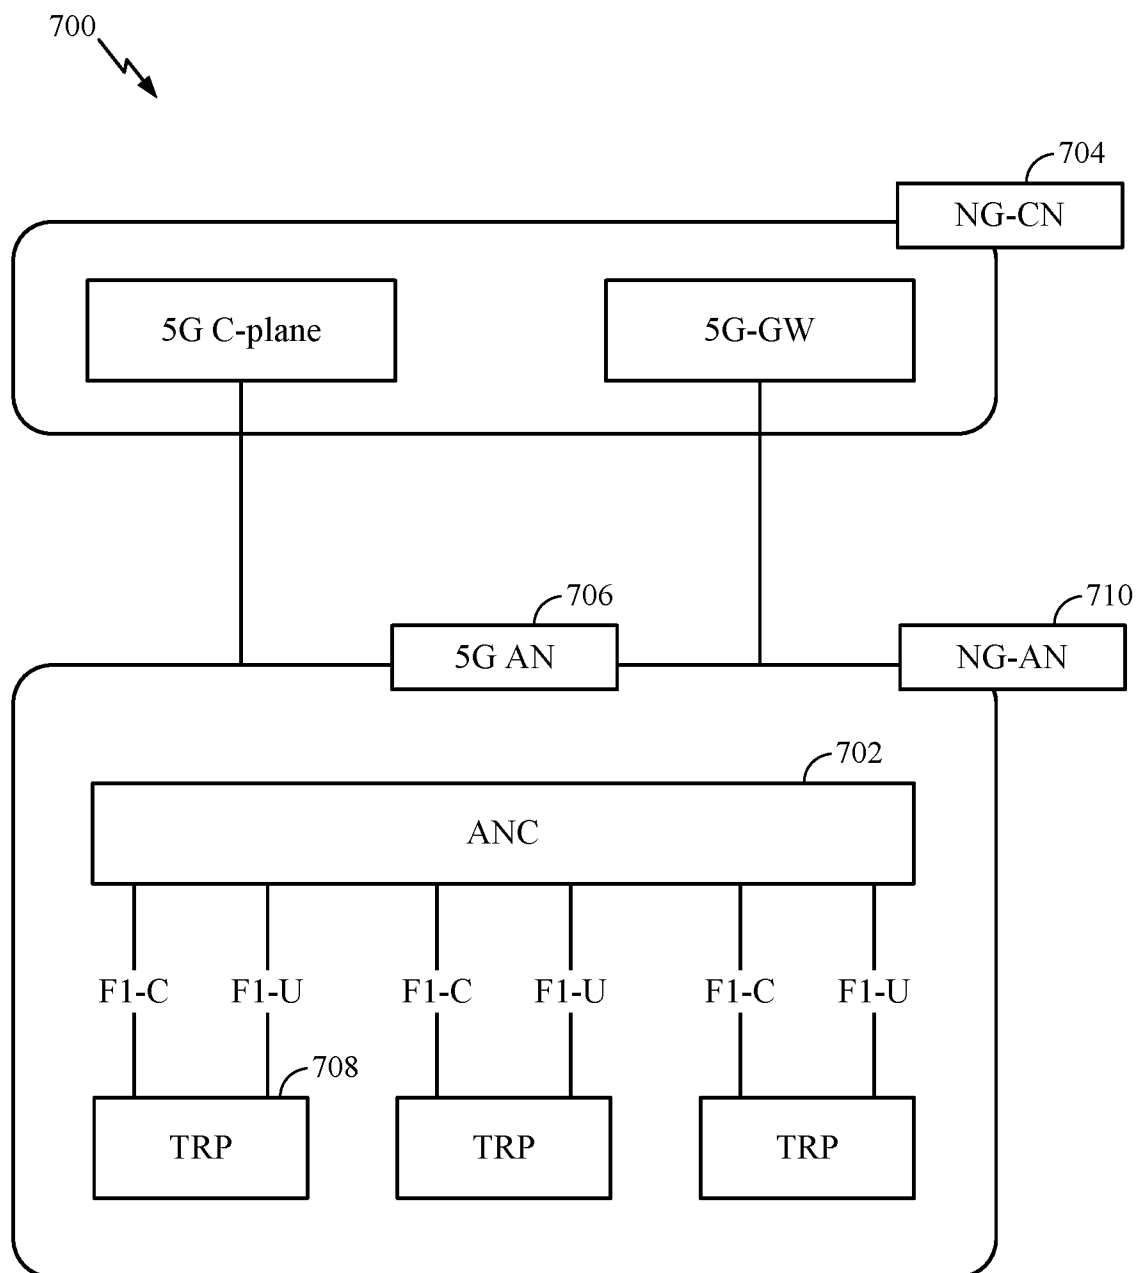 700
704
NG-CN
5G C-plane
5G-GW
706
710
5G AN
NG-AN
702
ANC
F1-C
F1-U
F1-C
F1-U
F1-C
F1-U
708
TRP
TRP
TRP